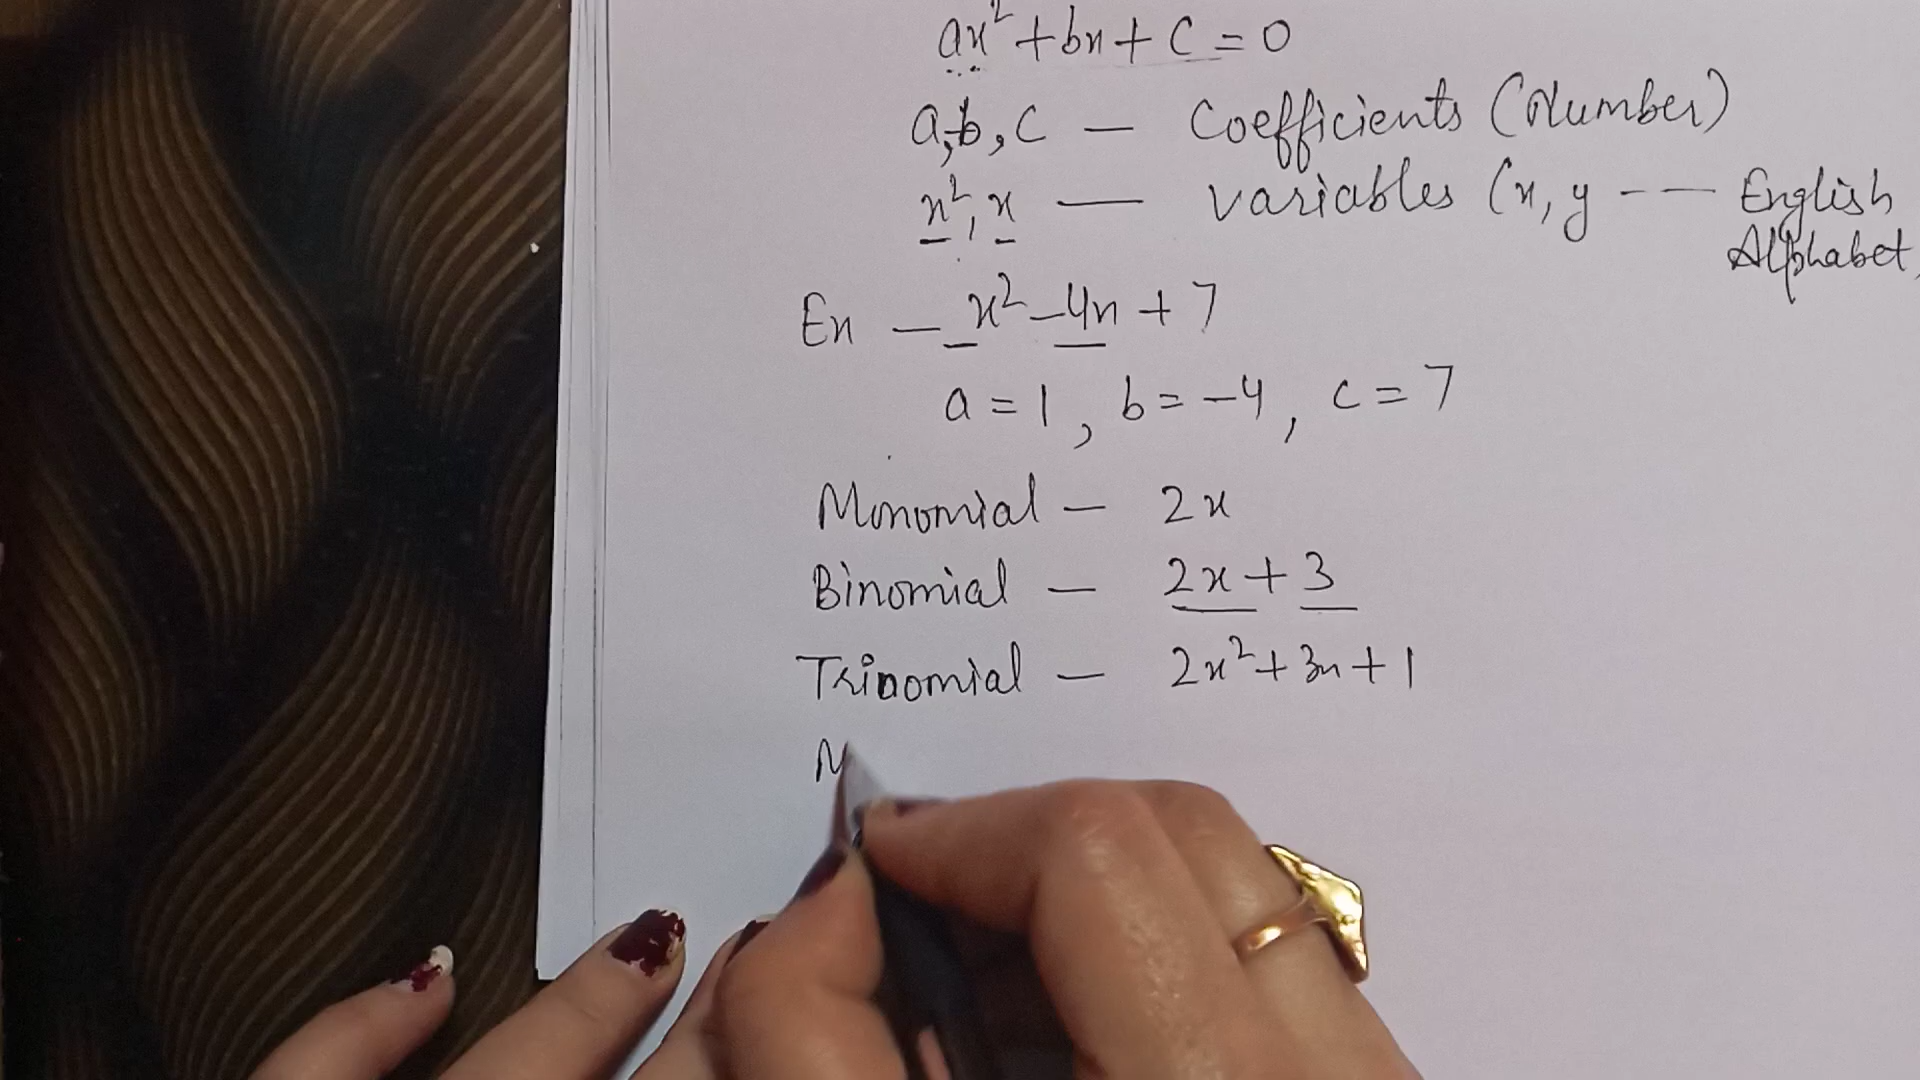 ax² + bx + c = 0
a, b, c — Coefficients (Number)
x², x — variables (x, y --— English
Alphabet,
Ex — x² - 4x + 7
a = 1, b = -4, c = 7
Monomial — 2x
Binomial — 2x + 3
Trinomial — 2x² + 3x + 1
M